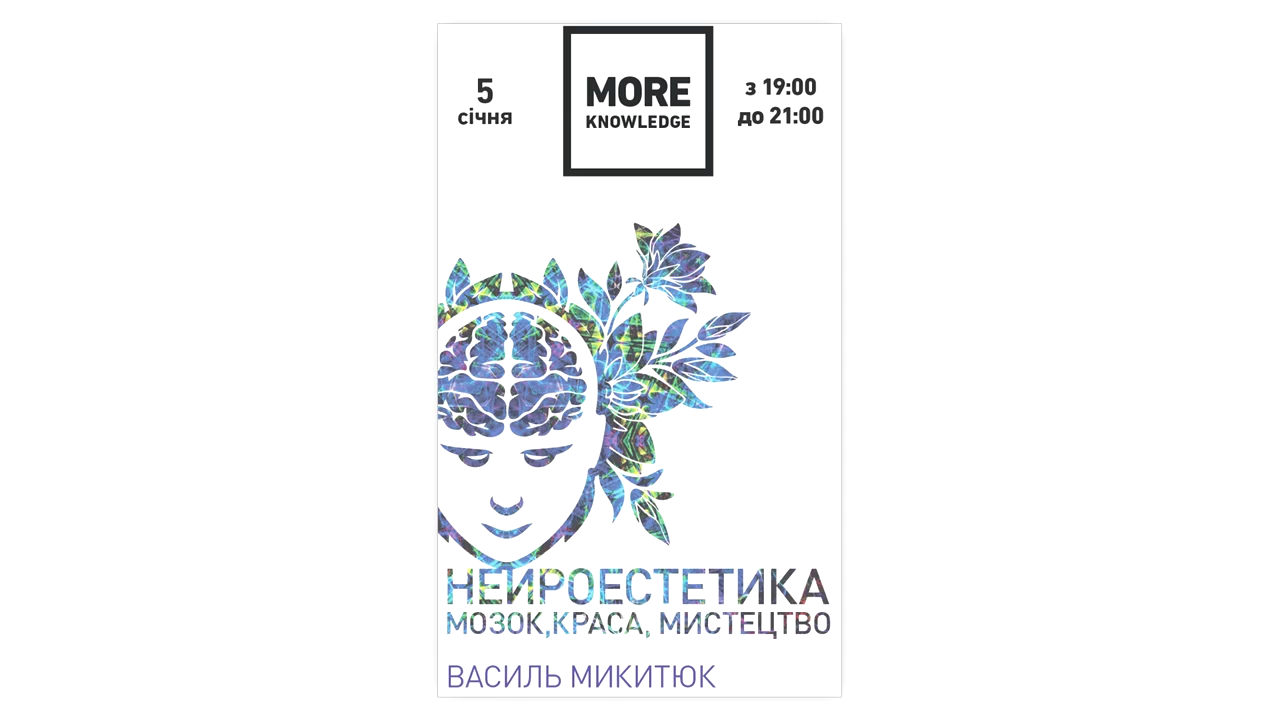 5
січня
MORE
KNOWLEDGE
з 19:00
до 21:00
НЕЙРОЕСТЕТИКА
МОЗОК,КРАСА, МИСТЕЦТВО
ВАСИЛЬ МИКИТЮК